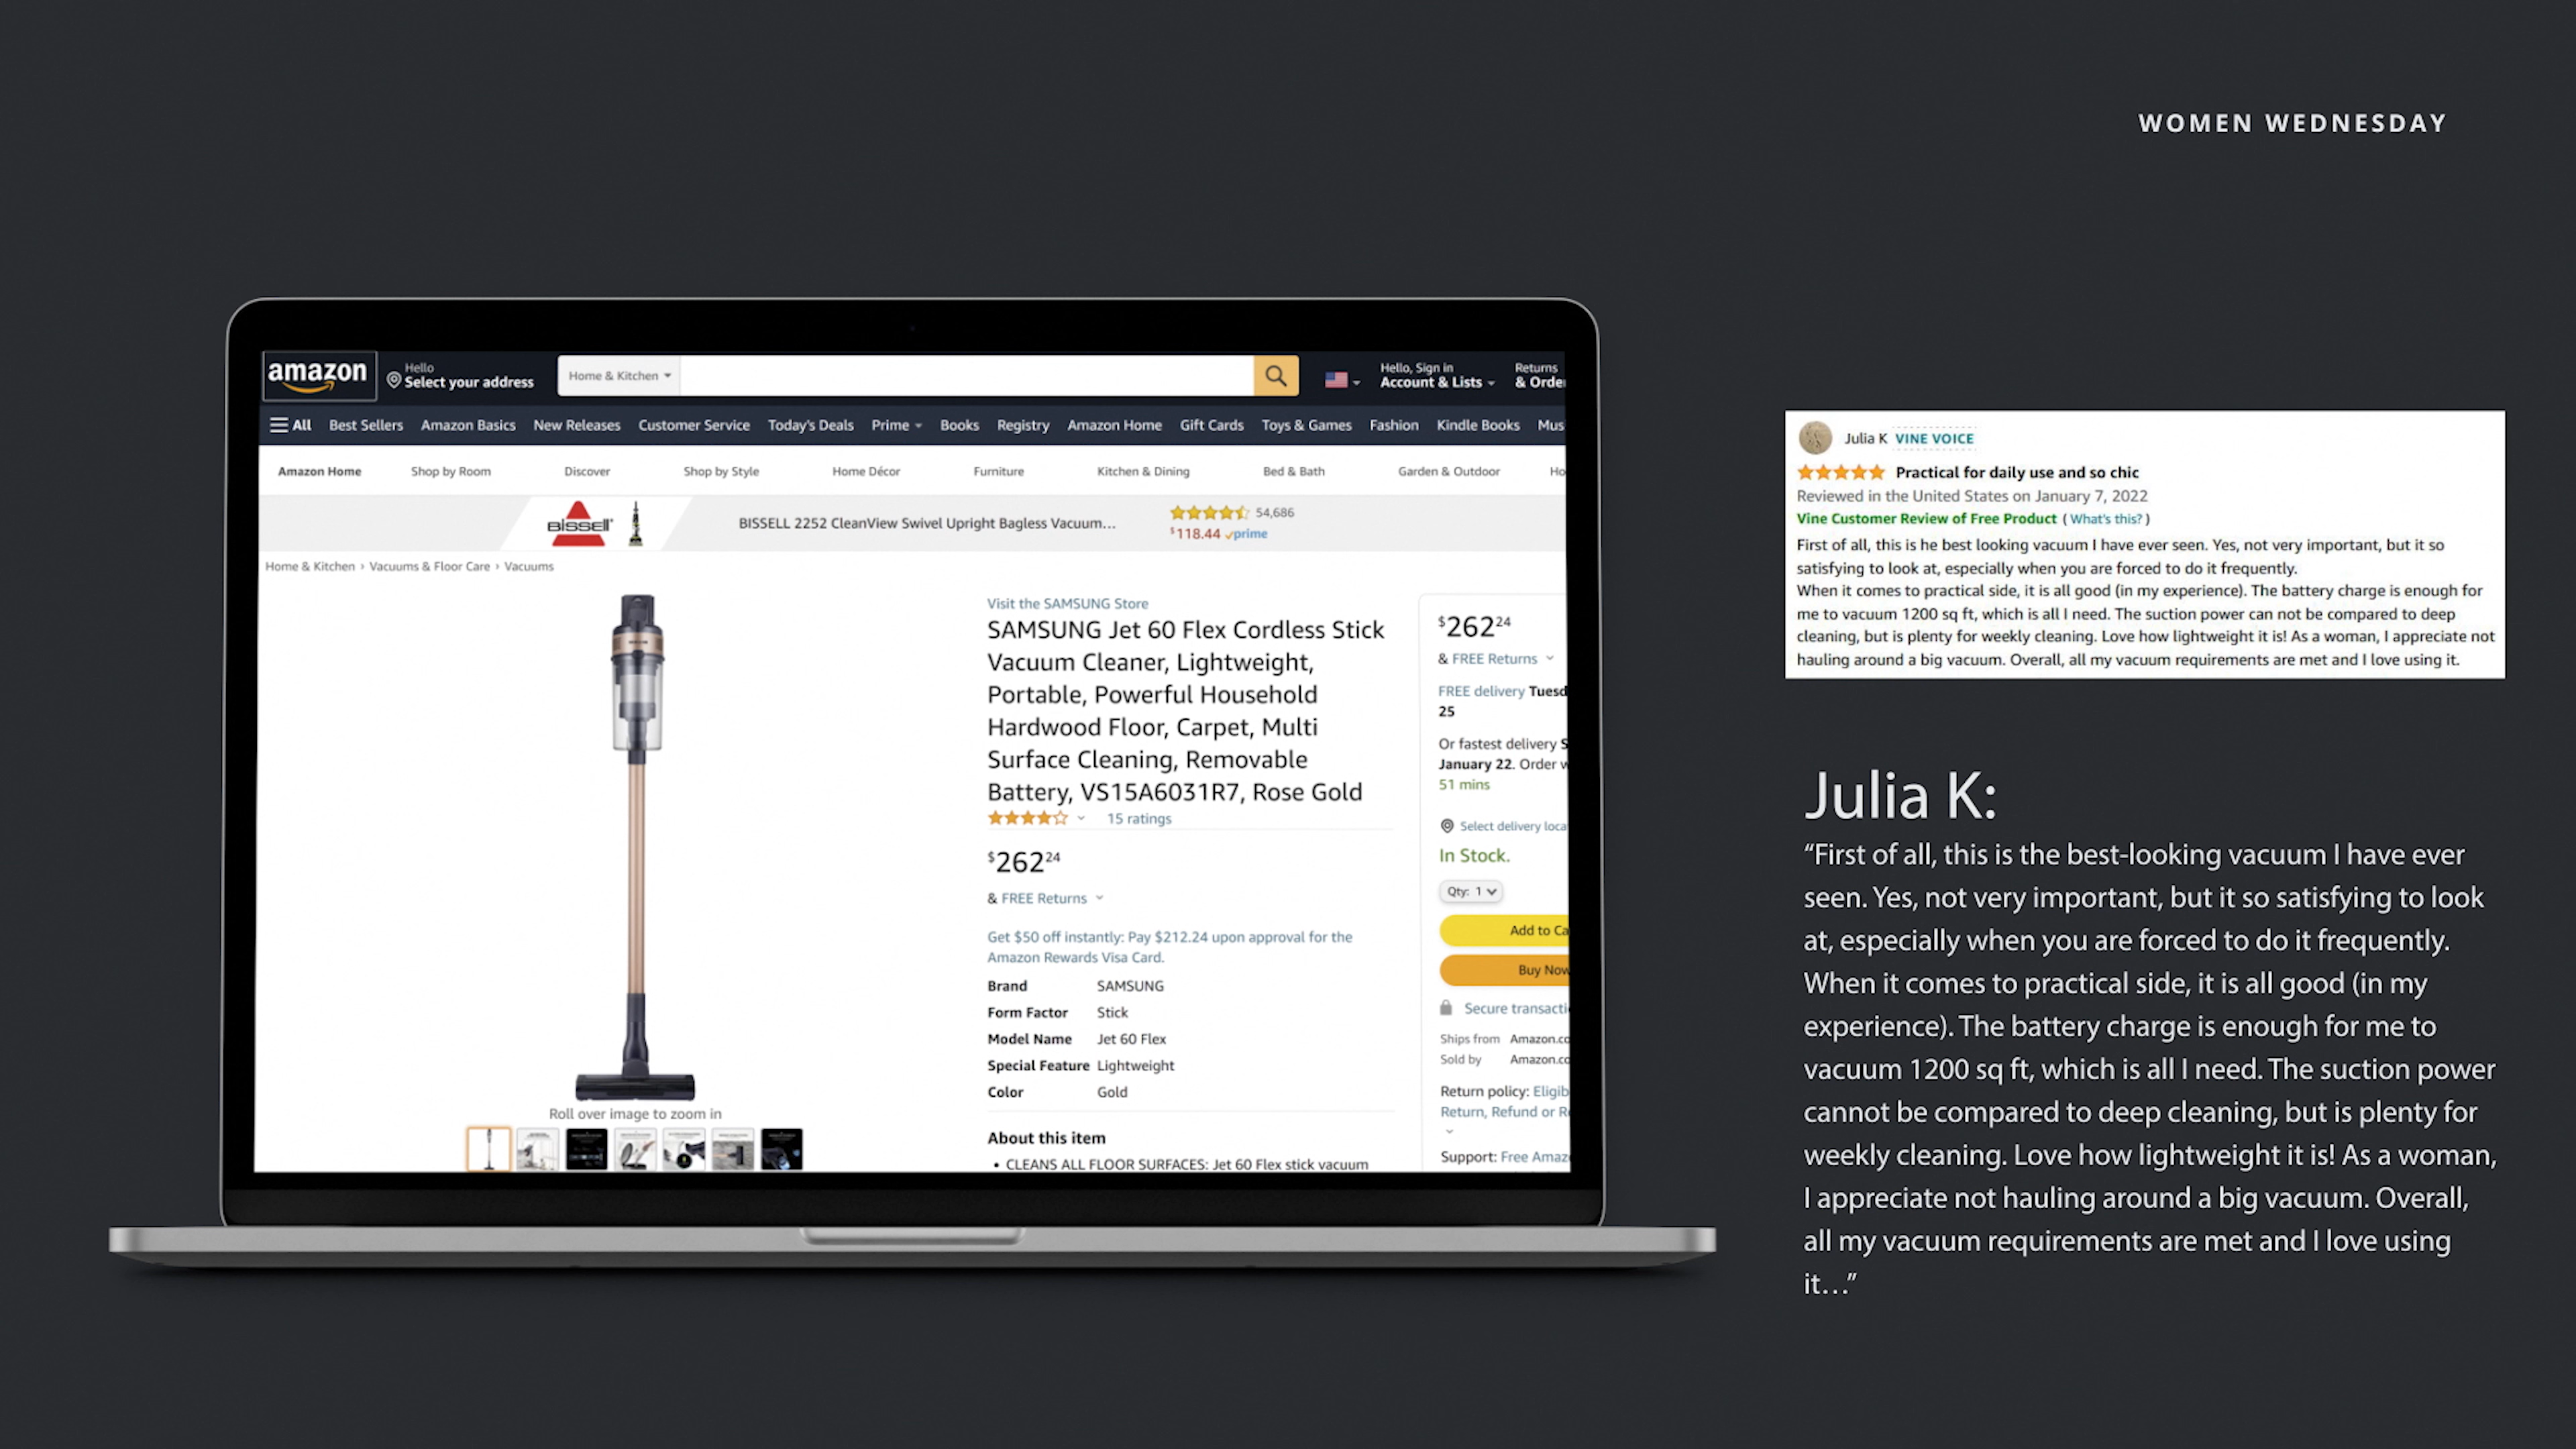 WOMEN WEDNESDAY
amazon
Hello
Select your address
Home & Kitchen
Hello, Sign in
Account & Lists
Returns
& Orde
All Best Sellers Amazon Basics New Releases Customer Service Today's Deals Prime Books Registry Amazon Home Gift Cards Toys & Games Fashion Kindle Books Mus
Amazon Home Shop by Room Discover Shop by Style Home Décor Furniture Kitchen & Dining Bed & Bath Garden & Outdoor Ho
BISSELL
BISSELL 2252 CleanView Swivel Upright Bagless Vacuum...
54,686
$118.44 prime
Home & Kitchen › Vacuums & Floor Care › Vacuums
Roll over image to zoom in
Visit the SAMSUNG Store
SAMSUNG Jet 60 Flex Cordless Stick
Vacuum Cleaner, Lightweight,
Portable, Powerful Household
Hardwood Floor, Carpet, Multi
Surface Cleaning, Removable
Battery, VS15A6031R7, Rose Gold
15 ratings
$262 24
& FREE Returns
Get $50 off instantly: Pay $212.24 upon approval for the
Amazon Rewards Visa Card.
Brand SAMSUNG
Form Factor Stick
Model Name Jet 60 Flex
Special Feature Lightweight
Color Gold
About this item
• CLEANS ALL FLOOR SURFACES: Jet 60 Flex stick vacuum
$262 24
& FREE Returns
FREE delivery Tuesd
25
Or fastest delivery S
January 22. Order w
51 mins
Select delivery loca
In Stock.
Qty: 1
Add to Ca
Buy Now
Secure transacti
Ships from Amazon.co
Sold by Amazon.co
Return policy: Eligib
Return, Refund or R
Support: Free Amaz
Julia K VINE VOICE
Practical for daily use and so chic
Reviewed in the United States on January 7, 2022
Vine Customer Review of Free Product ( What's this? )
First of all, this is he best looking vacuum I have ever seen. Yes, not very important, but it so
satisfying to look at, especially when you are forced to do it frequently.
When it comes to practical side, it is all good (in my experience). The battery charge is enough for
me to vacuum 1200 sq ft, which is all I need. The suction power can not be compared to deep
cleaning, but is plenty for weekly cleaning. Love how lightweight it is! As a woman, I appreciate not
hauling around a big vacuum. Overall, all my vacuum requirements are met and I love using it.
Julia K:
“First of all, this is the best-looking vacuum I have ever
seen. Yes, not very important, but it so satisfying to look
at, especially when you are forced to do it frequently.
When it comes to practical side, it is all good (in my
experience). The battery charge is enough for me to
vacuum 1200 sq ft, which is all I need. The suction power
cannot be compared to deep cleaning, but is plenty for
weekly cleaning. Love how lightweight it is! As a woman,
I appreciate not hauling around a big vacuum. Overall,
all my vacuum requirements are met and I love using
it…”